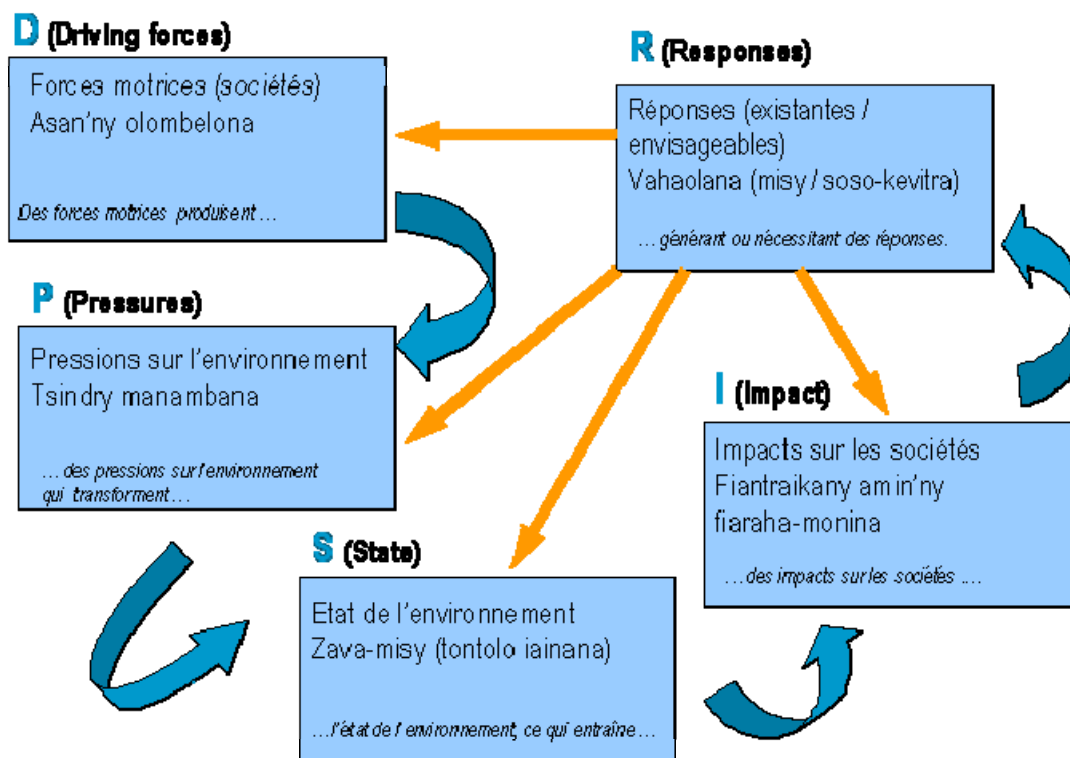 D (Driving forces)
Forces motrices (sociétés)
Asan'ny olombelona
Des forces motrices produisent ...
P (Pressures)
Pressions sur l'environnement
Tsindry manambana
... des pressions sur l'environnement
qui transforment...
S (State)
Etat de l'environnement
Zava-misy (tontolo iainana)
...l'état de l'environnement, ce qui entraîne ...
I (Impact)
Impacts sur les sociétés
Fiantraikany amin'ny
fiaraha-monina
...des impacts sur les sociétés ....
R (Responses)
Réponses (existantes /
envisageables)
Vahaolana (misy / soso-kevitra)
... générant ou nécessitant des réponses.